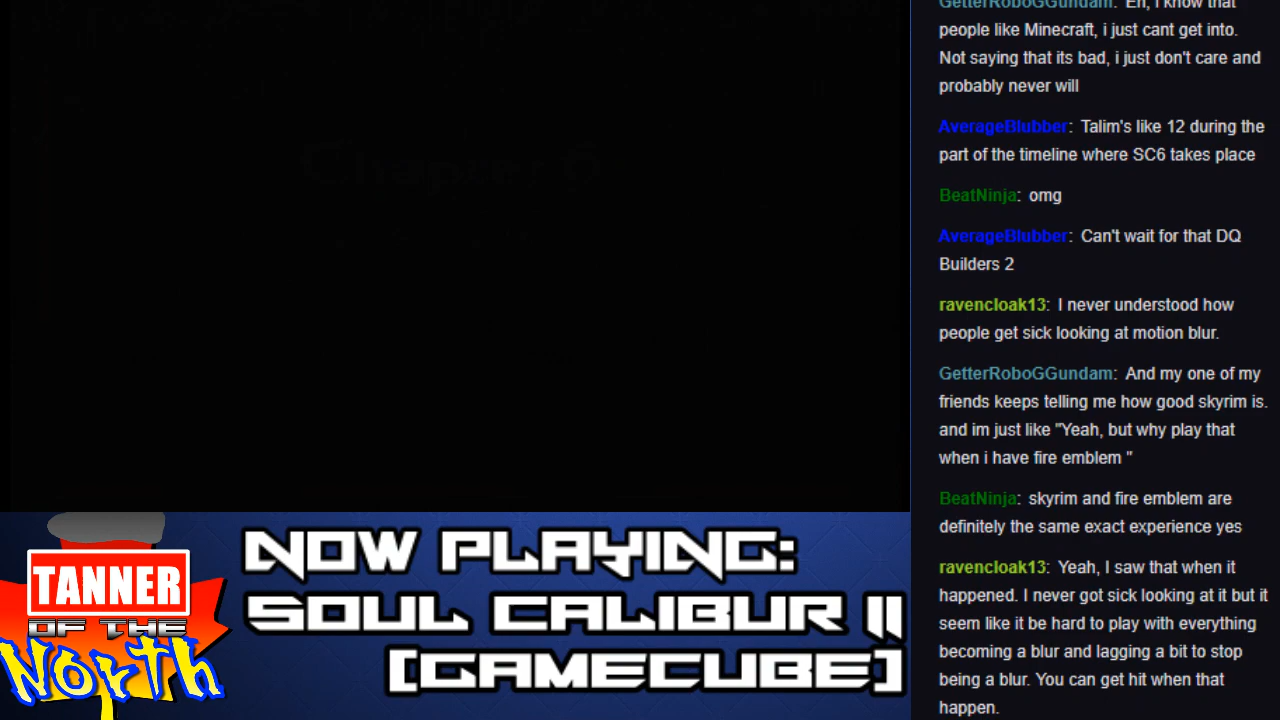 Chapter 6
GetterRoboGGundam: Eh, i know that
people like Minecraft, i just cant get into.
Not saying that its bad, i just don't care and
probably never will
AverageBlubber: Talim's like 12 during the
part of the timeline where SC6 takes place
BeatNinja: omg
AverageBlubber: Can't wait for that DQ
Builders 2
ravencloak13: I never understood how
people get sick looking at motion blur.
GetterRoboGGundam: And my one of my
friends keeps telling me how good skyrim is.
and im just like "Yeah, but why play that
when i have fire emblem "
BeatNinja: skyrim and fire emblem are
definitely the same exact experience yes
ravencloak13: Yeah, I saw that when it
happened. I never got sick looking at it but it
seem like it be hard to play with everything
becoming a blur and lagging a bit to stop
being a blur. You can get hit when that
happen.
TANNER
OF THE
North
NOW PLAYING:
SOUL CALIBUR II
[GAMECUBE]